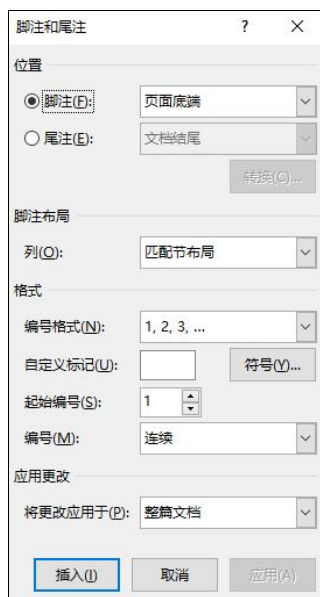 脚注和尾注 ? ×
位置
脚注(F): 页面底端
尾注(E): 文档结尾
转换(C)...
脚注布局
列(O): 匹配节布局
格式
编号格式(N): 1, 2, 3, ...
自定义标记(U): 符号(Y)...
起始编号(S): 1
编号(M): 连续
应用更改
将更改应用于(P): 整篇文档
插入(I) 取消 应用(A)